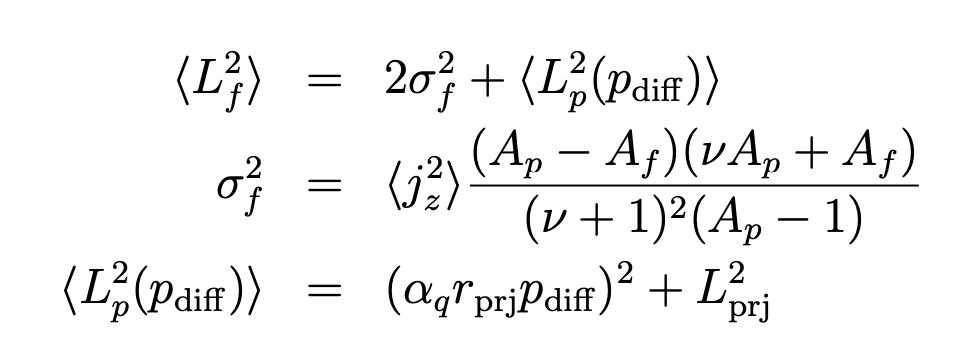 ⟨L_f^2⟩ = 2σ_f^2 + ⟨L_p^2(p_diff)⟩
σ_f^2 = ⟨j_z^2⟩ \frac{(A_p − A_f)(νA_p + A_f)}{(ν + 1)^2(A_p − 1)}
⟨L_p^2(p_diff)⟩ = (α_q r_prj p_diff)^2 + L_prj^2